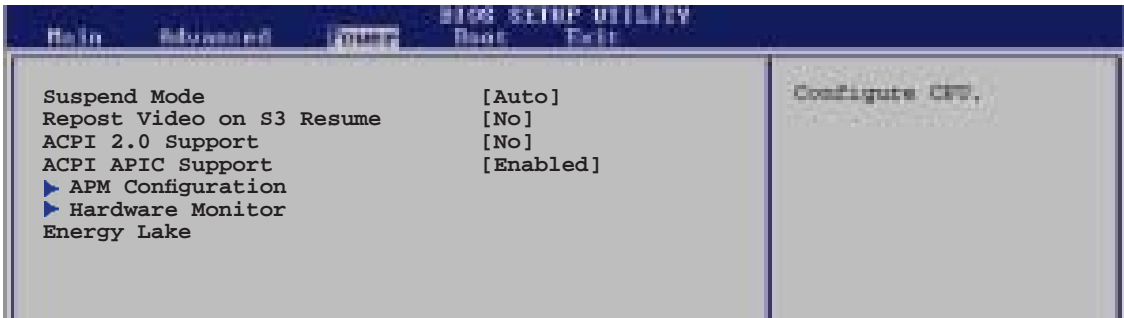 BIOS SETUP UTILITY
Main Advanced Power Boot Exit
Suspend Mode [Auto]
Repost Video on S3 Resume [No]
ACPI 2.0 Support [No]
ACPI APIC Support [Enabled]
APM Configuration
Hardware Monitor
Energy Lake
Configure CPU.